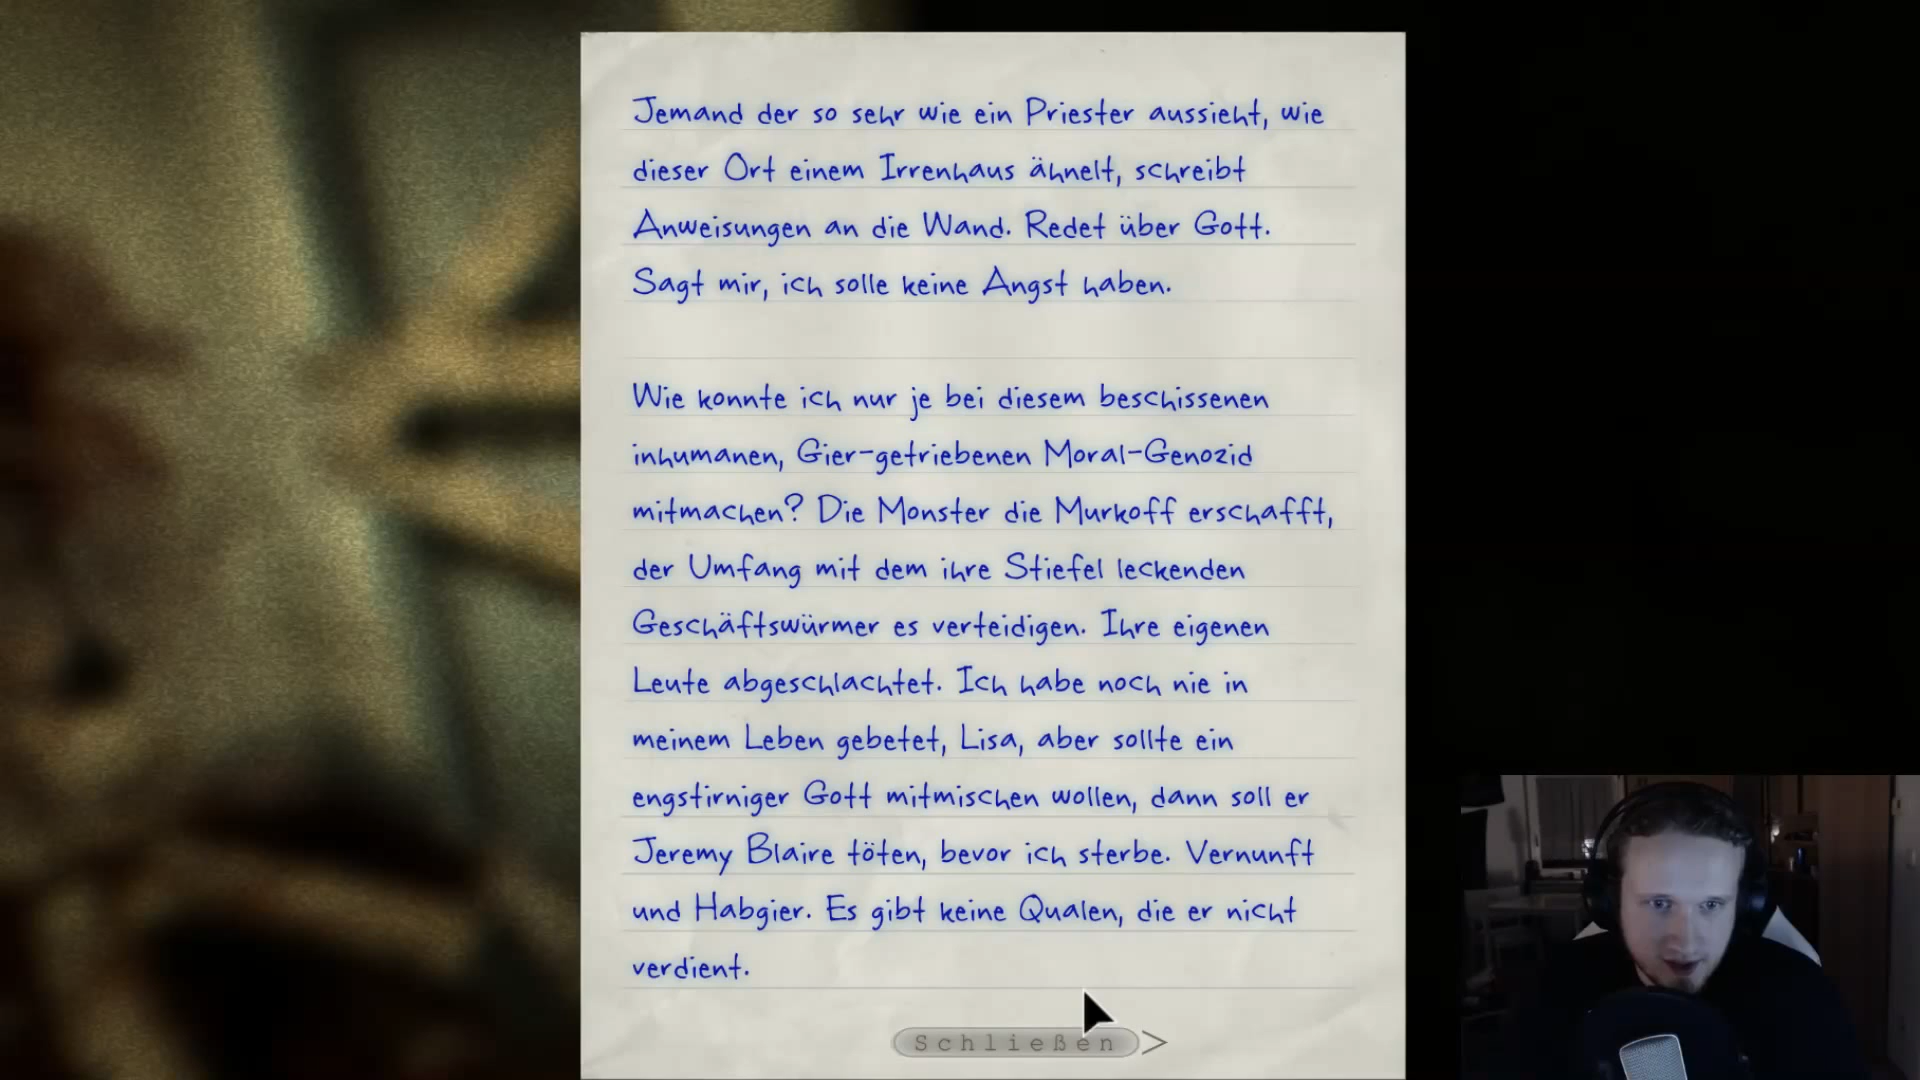 Jemand der so sehr wie ein Priester aussieht, wie
dieser Ort einem Irrenhaus ähnelt, schreibt
Anweisungen an die Wand. Redet über Gott.
Sagt mir, ich solle keine Angst haben.
Wie konnte ich nur je bei diesem beschissenen
inhumanen, Gier-getriebenen Moral-Genozid
mitmachen? Die Monster die Murkoff erschafft,
der Umfang mit dem ihre Stiefel leckenden
Geschäftswürmer es verteidigen. Ihre eigenen
Leute abgeschlachtet. Ich habe noch nie in
meinem Leben gebetet, Lisa, aber sollte ein
engstirniger Gott mitmischen wollen, dann soll er
Jeremy Blaire töten, bevor ich sterbe. Vernunft
und Habgier. Es gibt keine Qualen, die er nicht
verdient.
Schließen >